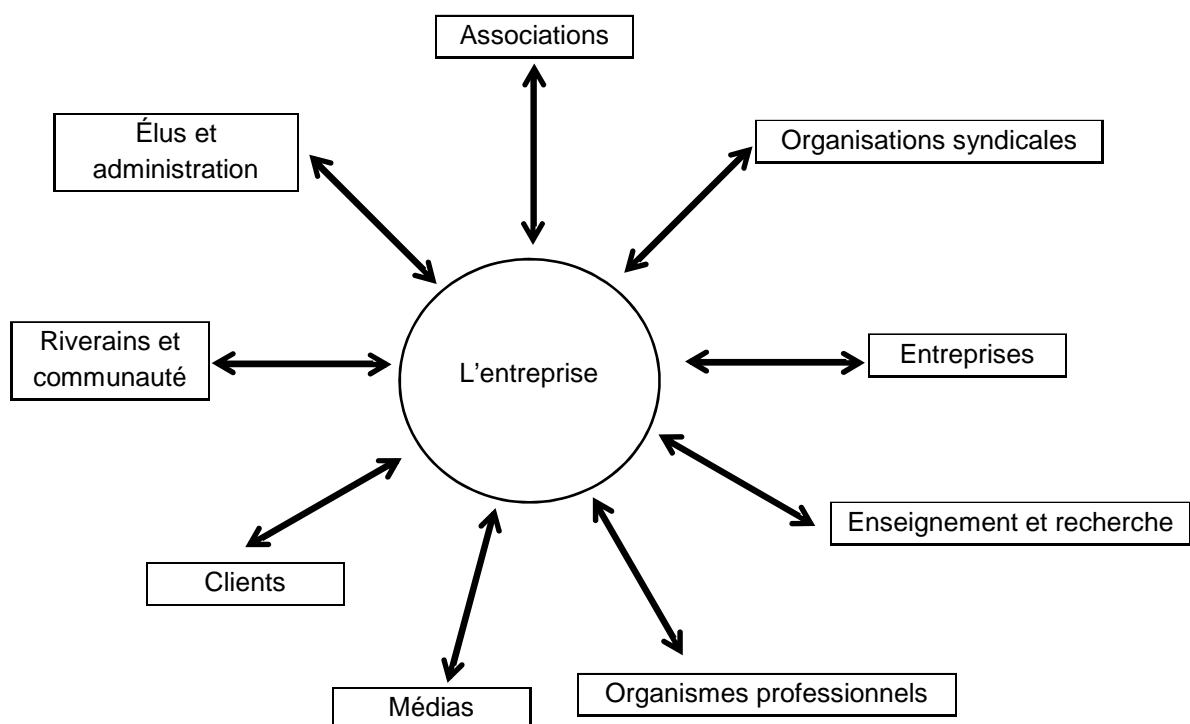 Associations
Élus et
administration
Organisations syndicales
Riverains et
communauté
L’entreprise
Entreprises
Enseignement et recherche
Clients
Organismes professionnels
Médias